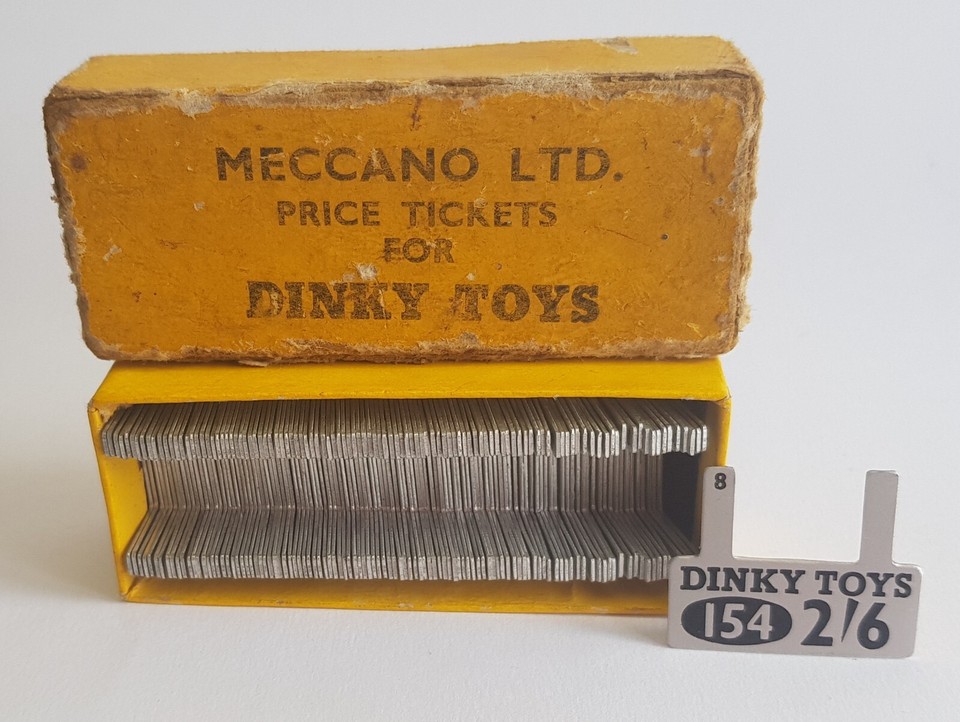 MECCANO LTD.
PRICE TICKETS
FOR
DINKY TOYS
8
DINKY TOYS
154 2/6